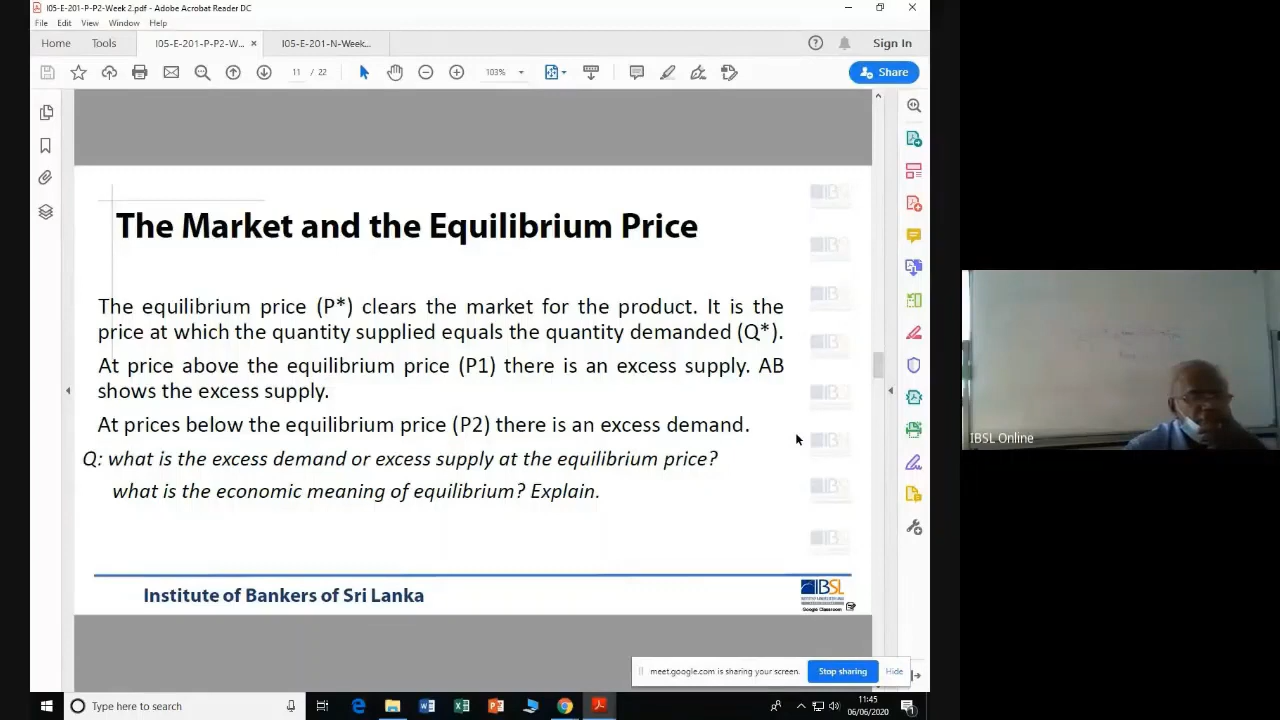 I05-E-201-P-P2-Week 2.pdf - Adobe Acrobat Reader DC
File Edit View Window Help
Home Tools I05-E-201-P-P2-W... × I05-E-201-N-Week... Sign In
11 / 22 103% Share
The Market and the Equilibrium Price
The equilibrium price (P*) clears the market for the product. It is the
price at which the quantity supplied equals the quantity demanded (Q*).
At price above the equilibrium price (P1) there is an excess supply. AB
shows the excess supply.
At prices below the equilibrium price (P2) there is an excess demand.
Q: what is the excess demand or excess supply at the equilibrium price?
what is the economic meaning of equilibrium? Explain.
IBSL Online
Institute of Bankers of Sri Lanka
IBSL
Google Classroom
meet.google.com is sharing your screen. Stop sharing Hide
Type here to search
11:45
06/06/2020